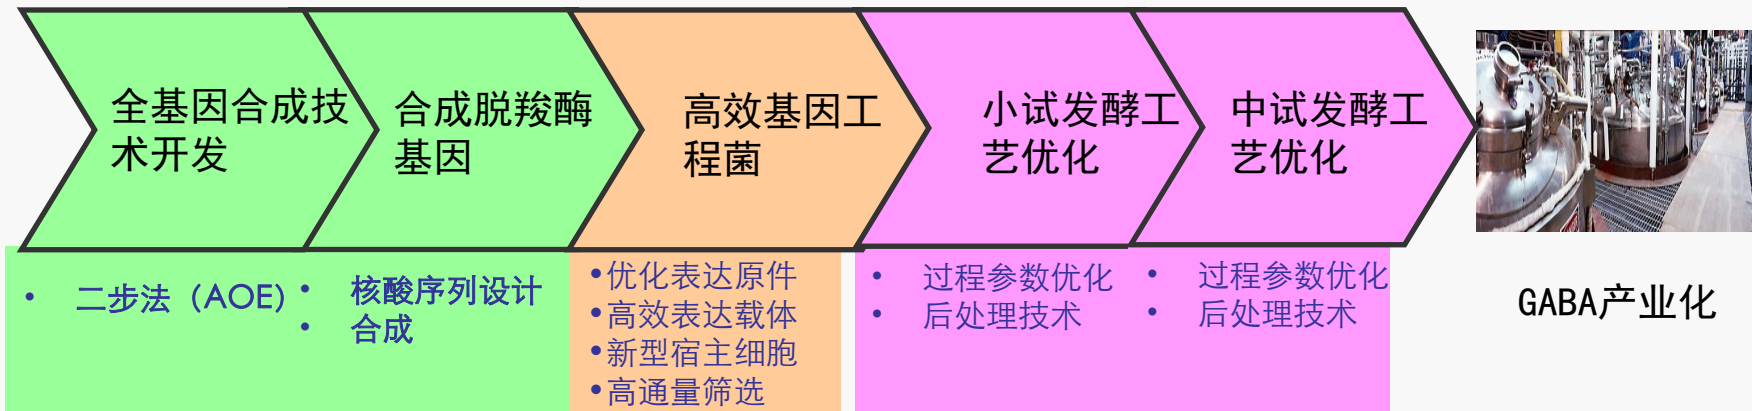 全基因合成技
术开发
合成脱羧酶
基因
高效基因工
程菌
小试发酵工
艺优化
中试发酵工
艺优化
• 二步法（AOE）
• 核酸序列设计
• 合成
•优化表达原件
•高效表达载体
•新型宿主细胞
•高通量筛选
• 过程参数优化
• 后处理技术
• 过程参数优化
• 后处理技术
GABA产业化